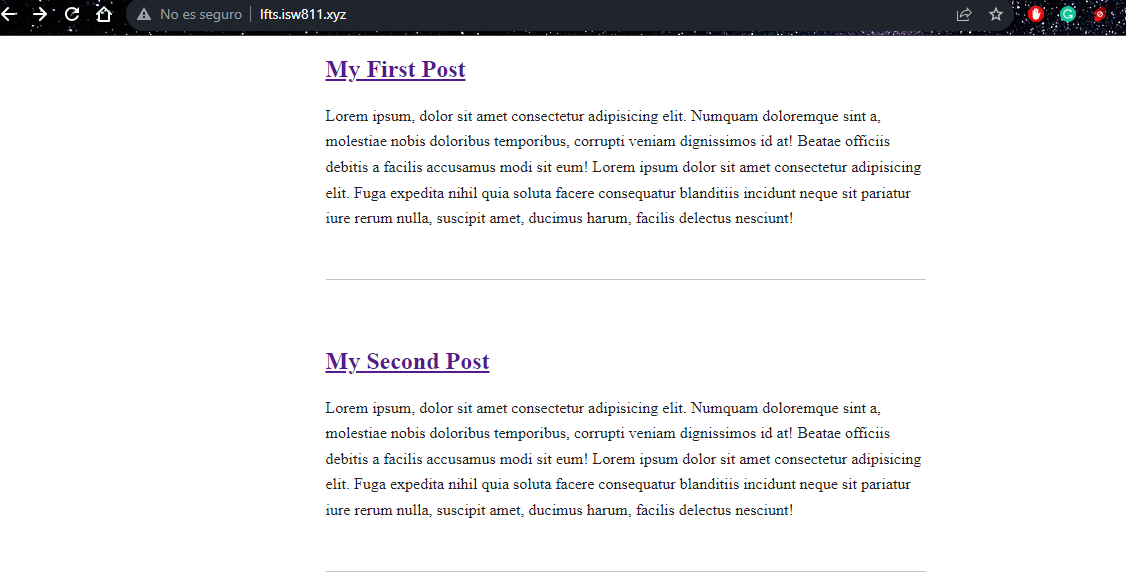 No es seguro lfts.isw811.xyz
My First Post
Lorem ipsum, dolor sit amet consectetur adipisicing elit. Numquam doloremque sint a,
molestiae nobis doloribus temporibus, corrupti veniam dignissimos id at! Beatae officiis
debitis a facilis accusamus modi sit eum! Lorem ipsum dolor sit amet consectetur adipisicing
elit. Fuga expedita nihil quia soluta facere consequatur blanditiis incidunt neque sit pariatur
iure rerum nulla, suscipit amet, ducimus harum, facilis delectus nesciunt!
My Second Post
Lorem ipsum, dolor sit amet consectetur adipisicing elit. Numquam doloremque sint a,
molestiae nobis doloribus temporibus, corrupti veniam dignissimos id at! Beatae officiis
debitis a facilis accusamus modi sit eum! Lorem ipsum dolor sit amet consectetur adipisicing
elit. Fuga expedita nihil quia soluta facere consequatur blanditiis incidunt neque sit pariatur
iure rerum nulla, suscipit amet, ducimus harum, facilis delectus nesciunt!